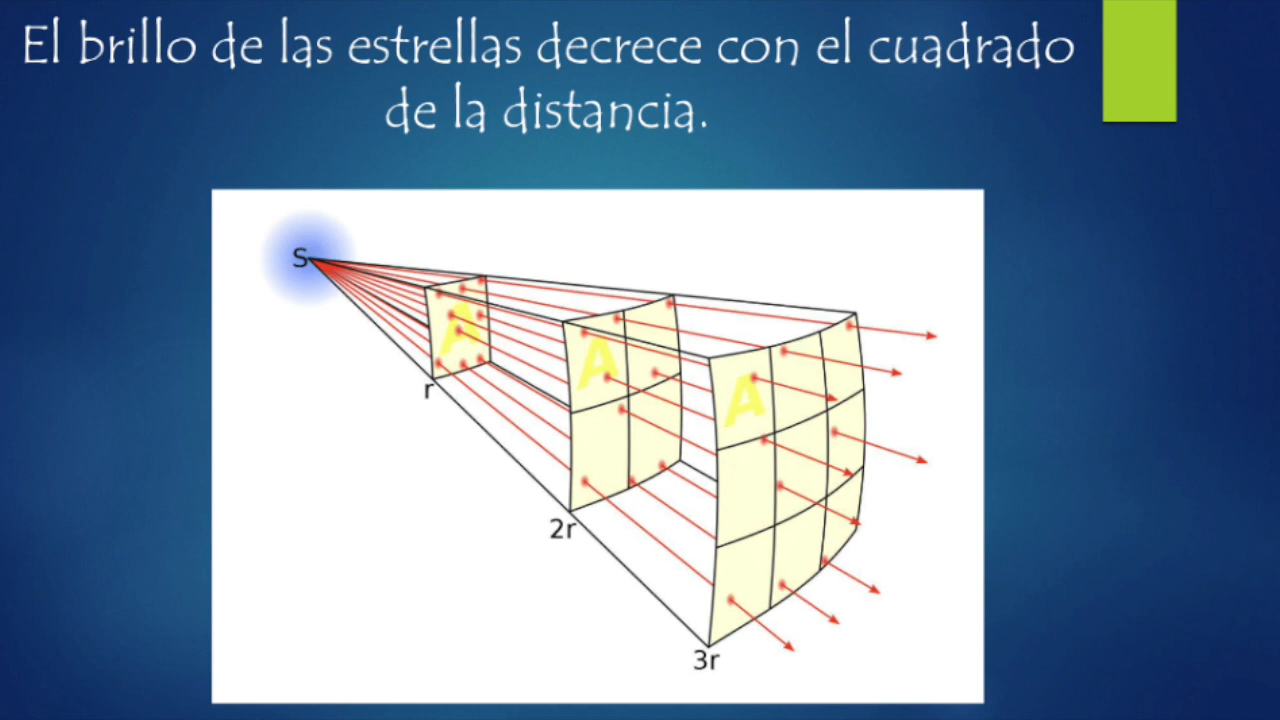 El brillo de las estrellas decrece con el cuadrado
de la distancia.
S
A
A
A
r
2r
3r